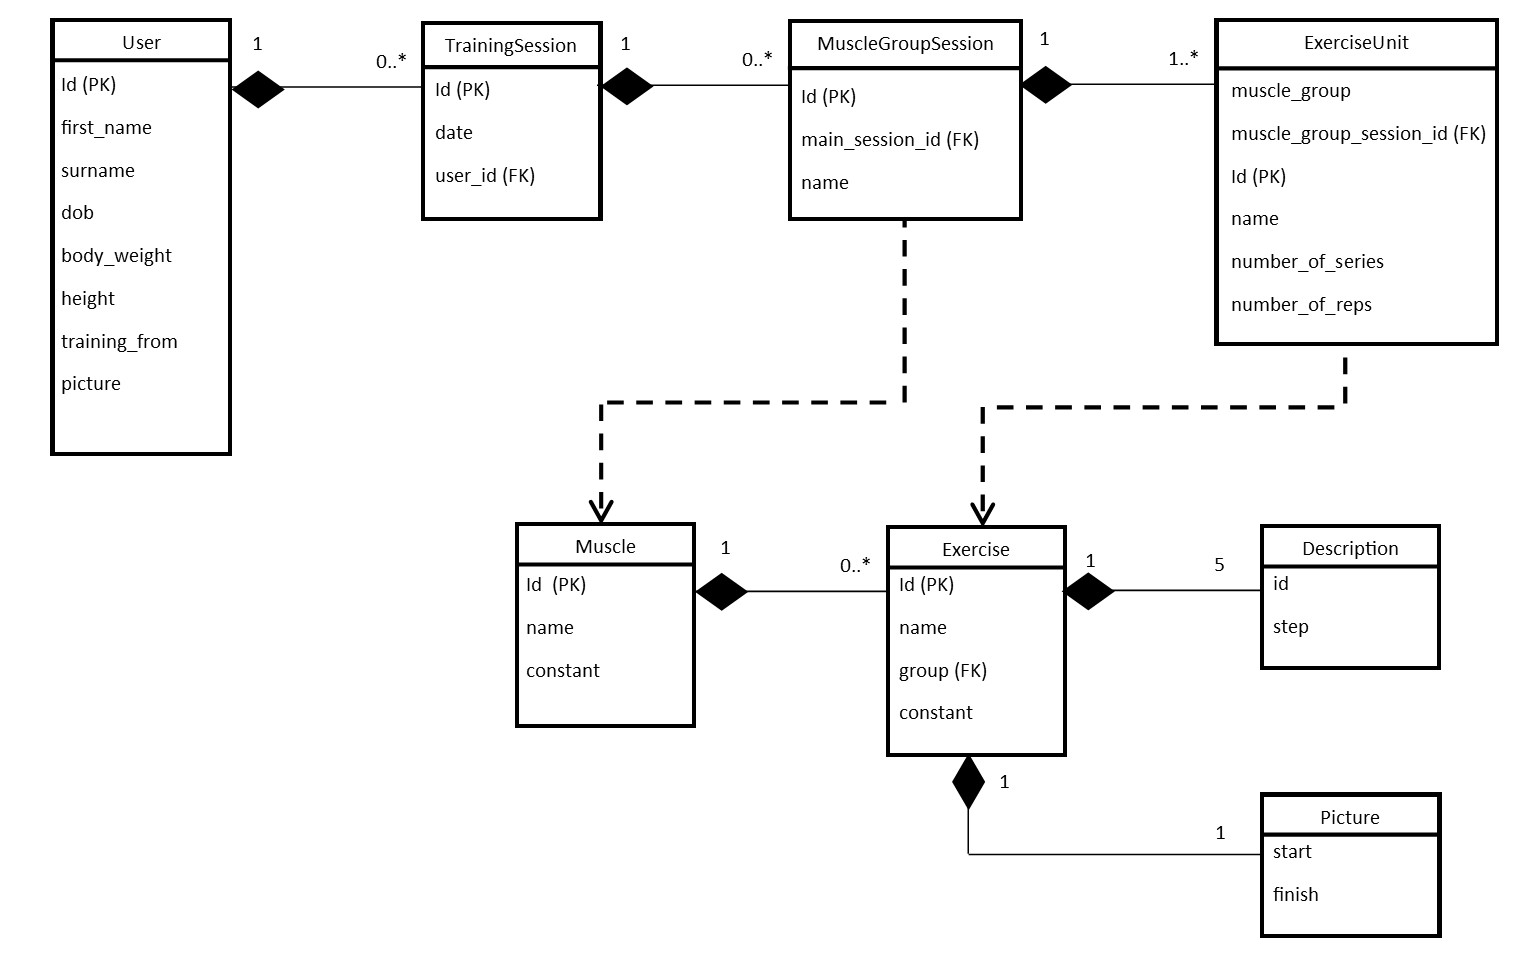 User
Id (PK)
first_name
surname
dob
body_weight
height
training_from
picture
1
0..*
TrainingSession
Id (PK)
date
user_id (FK)
1
0..*
MuscleGroupSession
Id (PK)
main_session_id (FK)
name
1
1..*
ExerciseUnit
muscle_group
muscle_group_session_id (FK)
Id (PK)
name
number_of_series
number_of_reps
Muscle
Id  (PK)
name
constant
1
0..*
Exercise
Id (PK)
name
group (FK)
constant
1
5
Description
id
step
1
1
Picture
start
finish